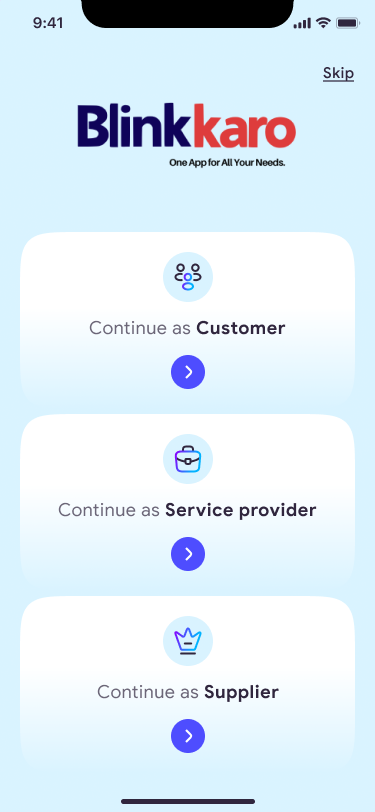 9:41
Skip
Blinkkaro
One App for All Your Needs.
Continue as Customer
Continue as Service provider
Continue as Supplier